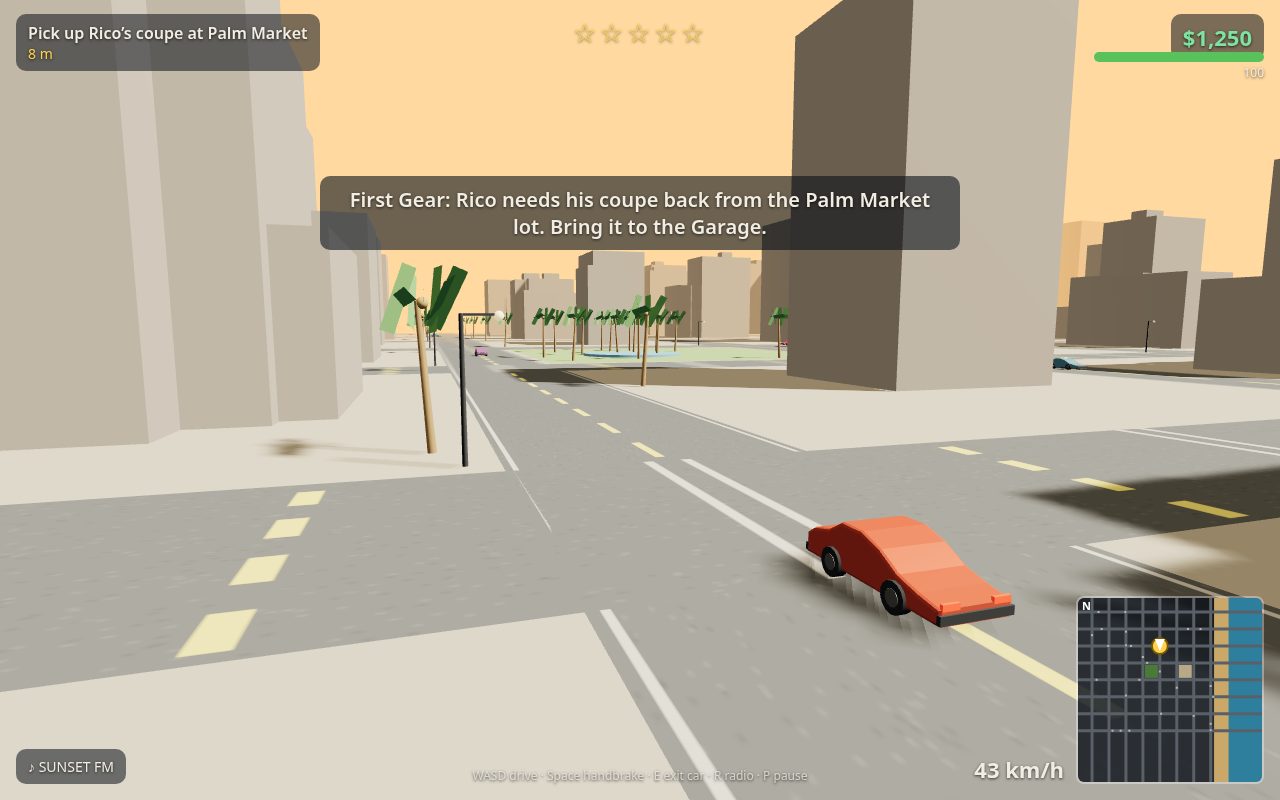 Pick up Rico’s coupe at Palm Market
8 m
$1,250
100
First Gear: Rico needs his coupe back from the Palm Market
lot. Bring it to the Garage.
N
♪ SUNSET FM
WASD drive · Space handbrake · E exit car · R radio · P pause
43 km/h